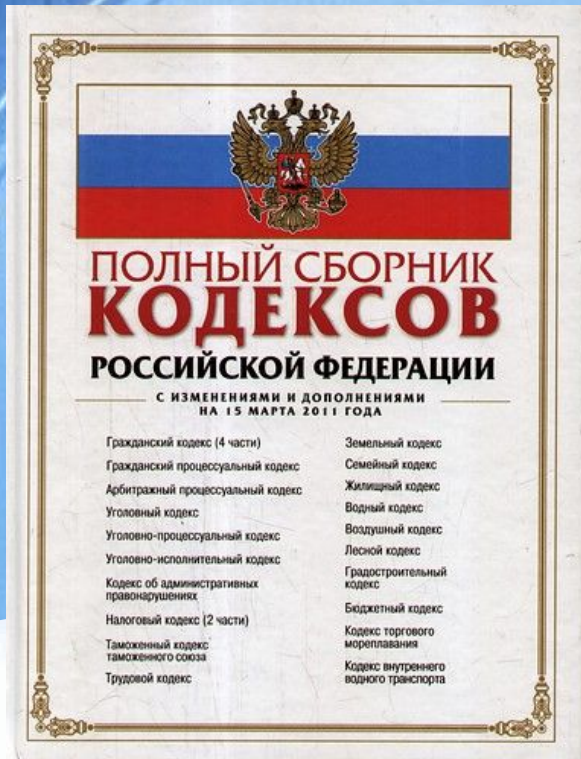 ПОЛНЫЙ СБОРНИК
КОДЕКСОВ
РОССИЙСКОЙ ФЕДЕРАЦИИ
С ИЗМЕНЕНИЯМИ И ДОПОЛНЕНИЯМИ
НА 15 МАРТА 2011 ГОДА
Гражданский кодекс (4 части)
Гражданский процессуальный кодекс
Арбитражный процессуальный кодекс
Уголовный кодекс
Уголовно-процессуальный кодекс
Уголовно-исполнительный кодекс
Кодекс об административных
правонарушениях
Налоговый кодекс (2 части)
Таможенный кодекс
таможенного союза
Трудовой кодекс
Земельный кодекс
Семейный кодекс
Жилищный кодекс
Водный кодекс
Воздушный кодекс
Лесной кодекс
Градостроительный
кодекс
Бюджетный кодекс
Кодекс торгового
мореплавания
Кодекс внутреннего
водного транспорта